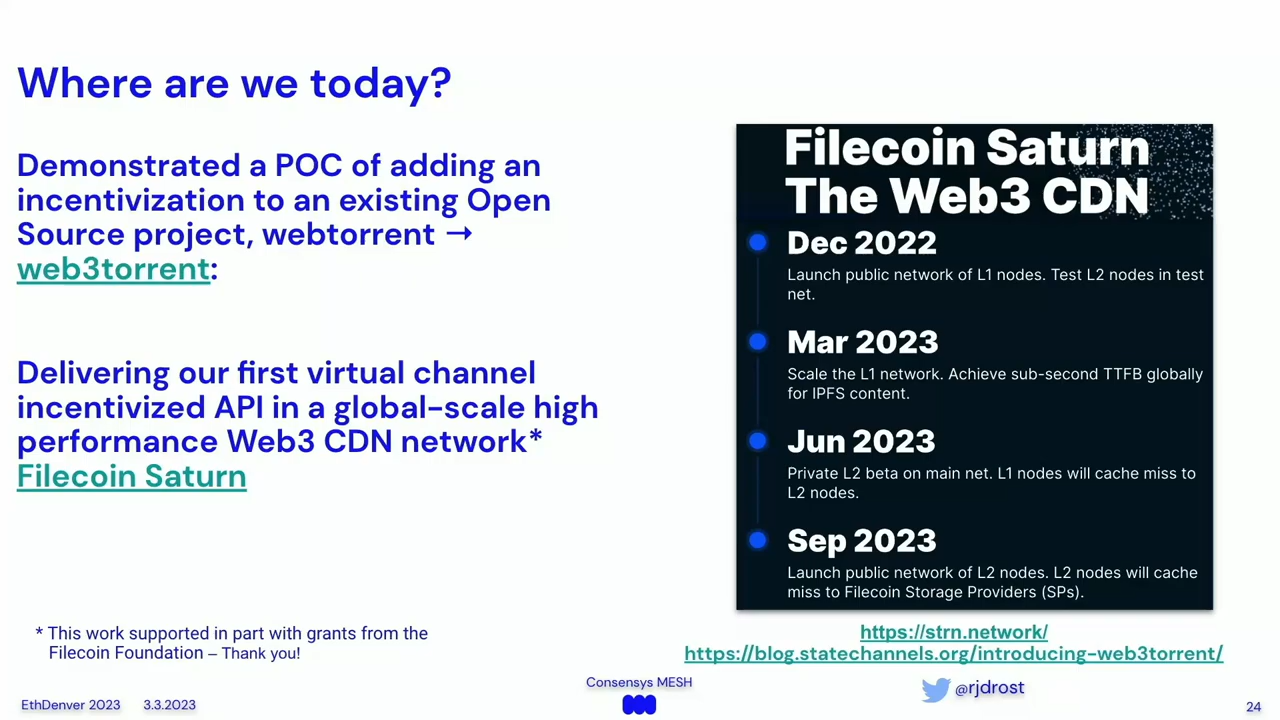 Where are we today?
Demonstrated a POC of adding an
incentivization to an existing Open
Source project, webtorrent →
web3torrent:
Delivering our first virtual channel
incentivized API in a global-scale high
performance Web3 CDN network*
Filecoin Saturn
* This work supported in part with grants from the
Filecoin Foundation – Thank you!
Filecoin Saturn
The Web3 CDN
Dec 2022
Launch public network of L1 nodes. Test L2 nodes in test
net.
Mar 2023
Scale the L1 network. Achieve sub-second TTFB globally
for IPFS content.
Jun 2023
Private L2 beta on main net. L1 nodes will cache miss to
L2 nodes.
Sep 2023
Launch public network of L2 nodes. L2 nodes will cache
miss to Filecoin Storage Providers (SPs).
https://strn.network/
https://blog.statechannels.org/introducing-web3torrent/
EthDenver 2023 3.3.2023
Consensys MESH
@rjdrost
24